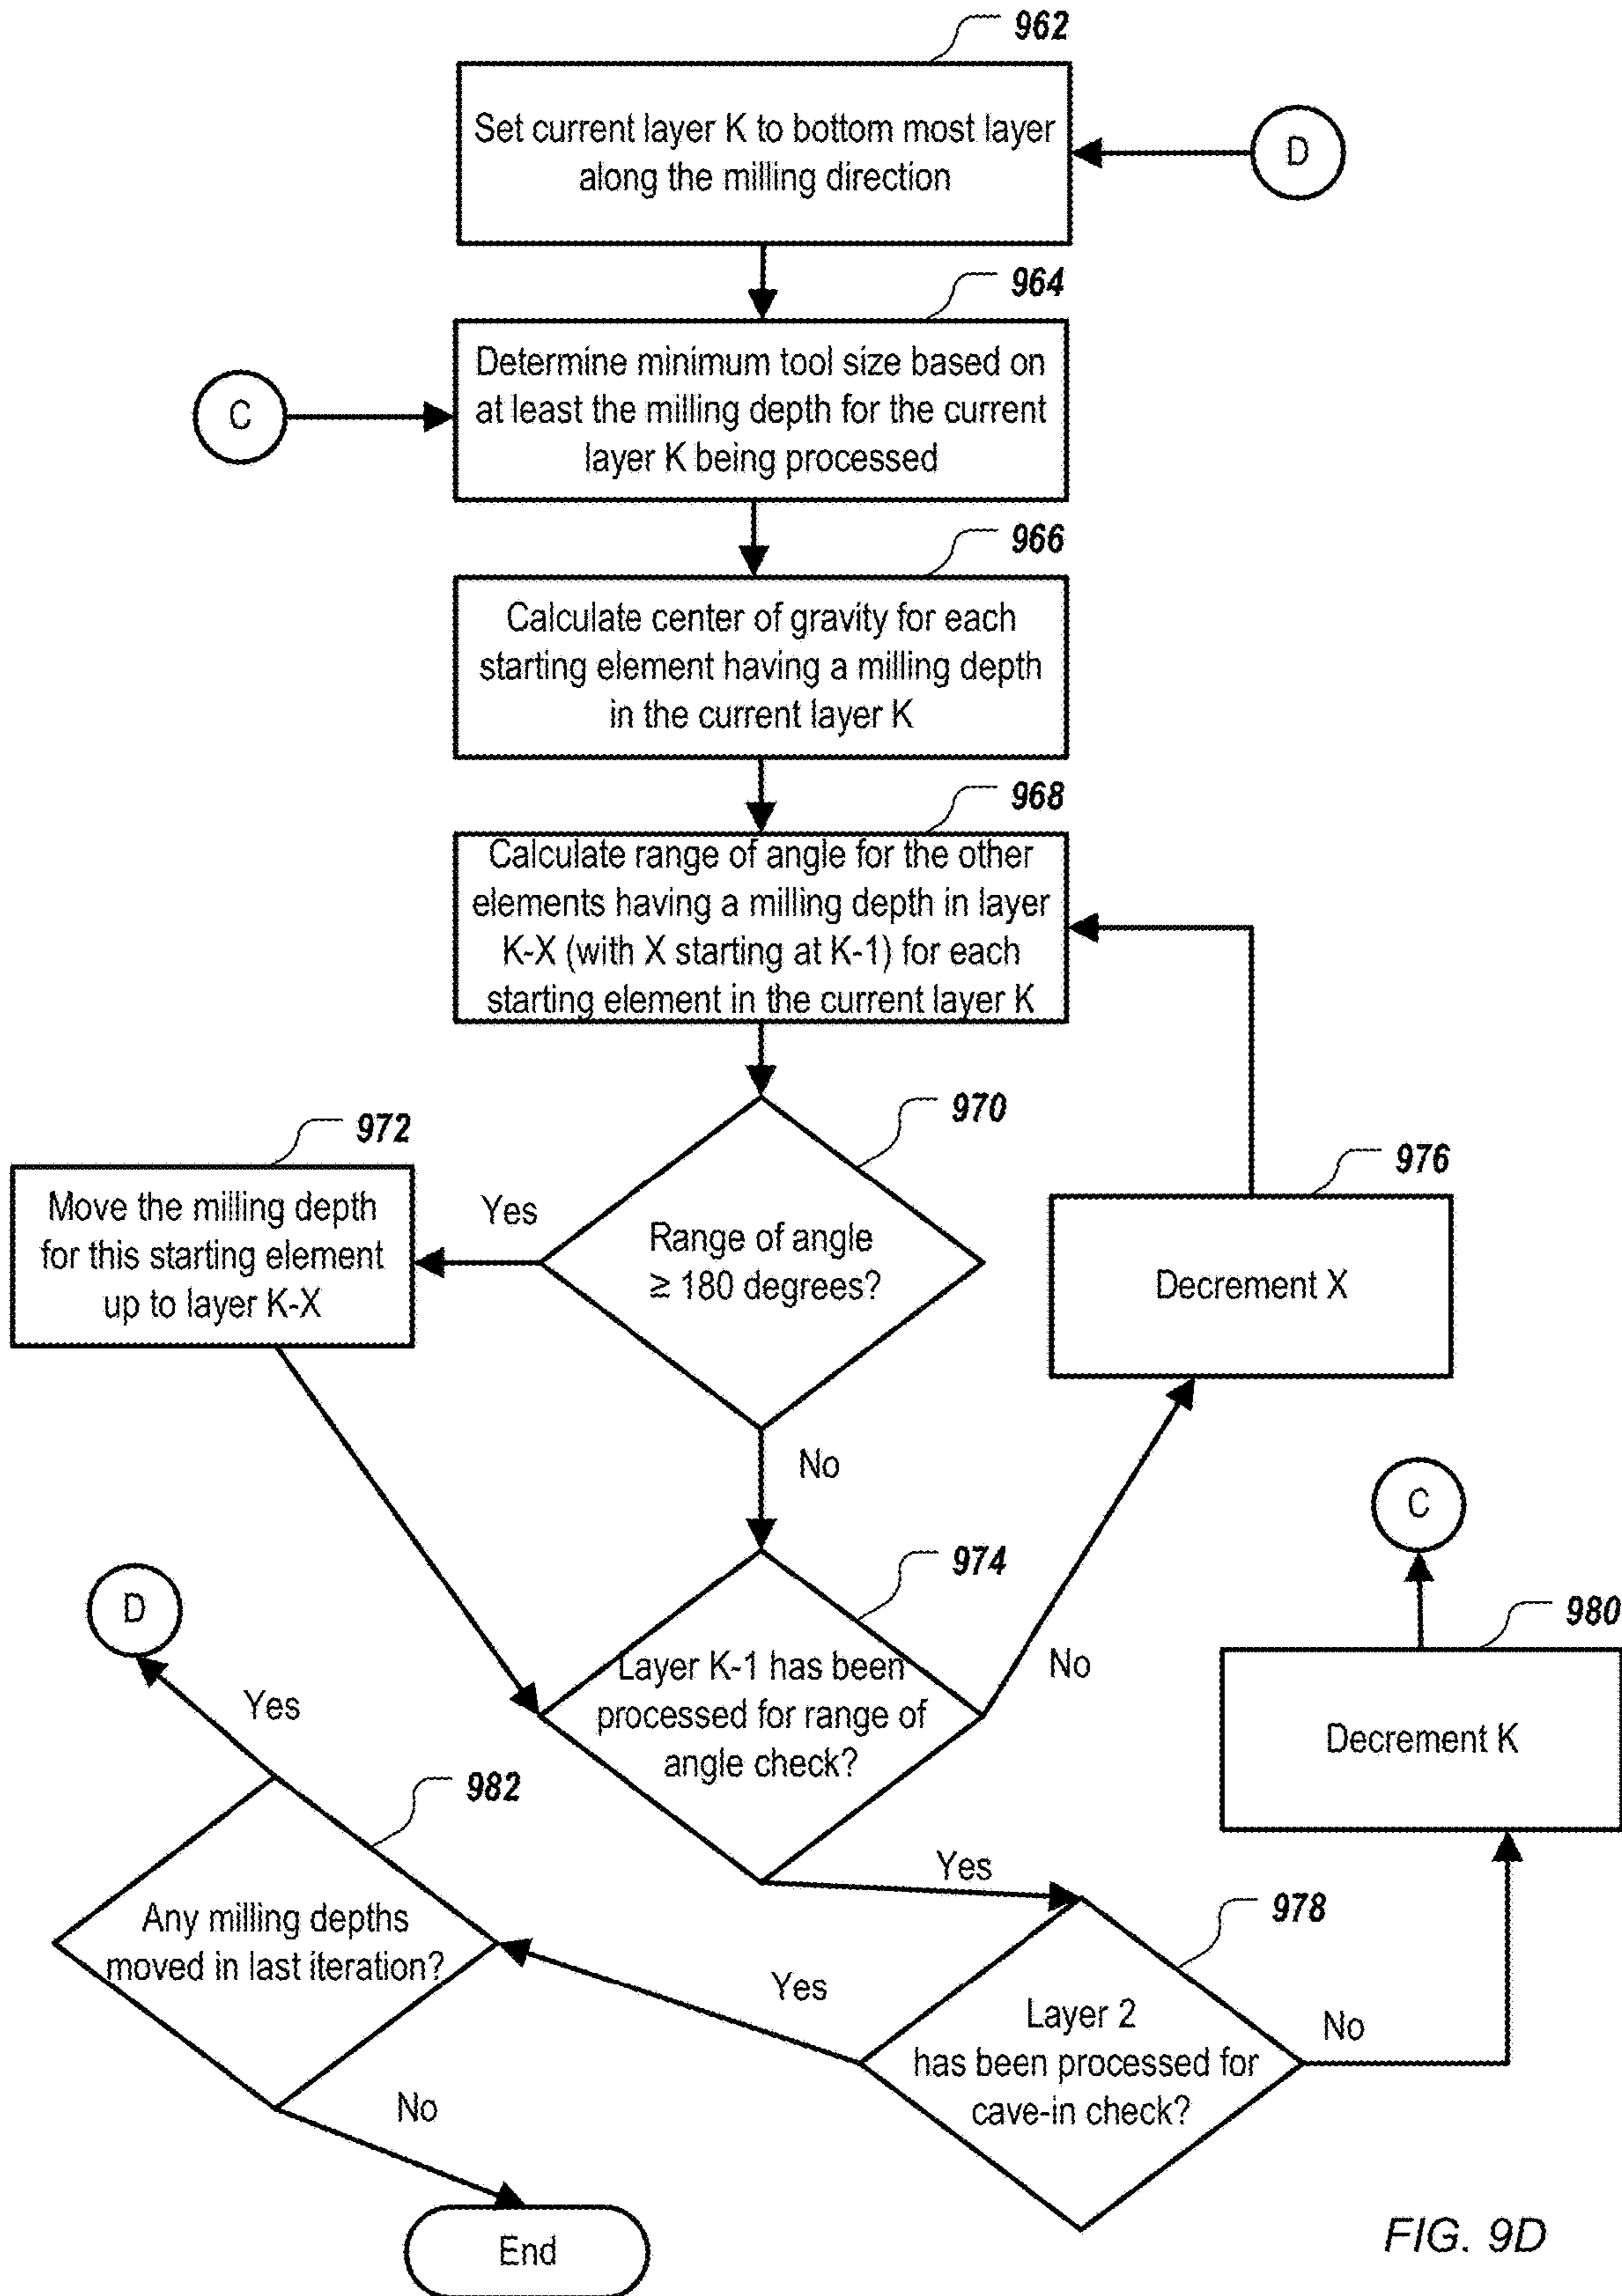 962
Set current layer K to bottom most layer
along the milling direction
D
964
Determine minimum tool size based on
at least the milling depth for the current
layer K being processed
C
966
Calculate center of gravity for each
starting element having a milling depth
in the current layer K
968
Calculate range of angle for the other
elements having a milling depth in layer
K-X (with X starting at K-1) for each
starting element in the current layer K
970
Range of angle
≥ 180 degrees?
Yes
No
972
Move the milling depth
for this starting element
up to layer K-X
976
Decrement X
974
Layer K-1 has been
processed for range of
angle check?
No
Yes
C
980
Decrement K
D
Yes
982
Any milling depths
moved in last iteration?
No
978
Layer 2
has been processed for
cave-in check?
Yes
No
End
FIG. 9D